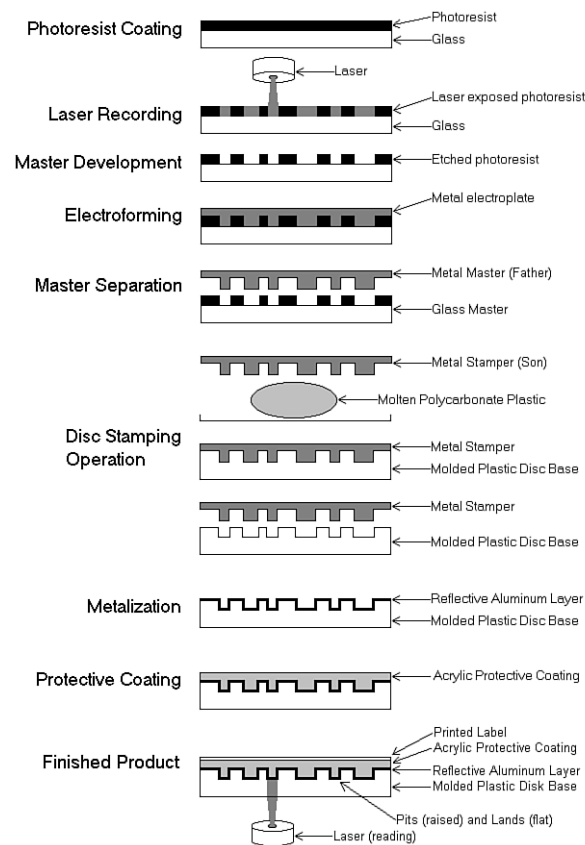 Photoresist Coating
Photoresist
Glass
Laser
Laser Recording
Laser exposed photoresist
Glass
Master Development
Etched photoresist
Electroforming
Metal electroplate
Master Separation
Metal Master (Father)
Glass Master
Metal Stamper (Son)
Molten Polycarbonate Plastic
Disc Stamping
Operation
Metal Stamper
Molded Plastic Disc Base
Metal Stamper
Molded Plastic Disc Base
Metalization
Reflective Aluminum Layer
Molded Plastic Disc Base
Protective Coating
Acrylic Protective Coating
Finished Product
Printed Label
Acrylic Protective Coating
Reflective Aluminum Layer
Molded Plastic Disk Base
Pits (raised) and Lands (flat)
Laser (reading)